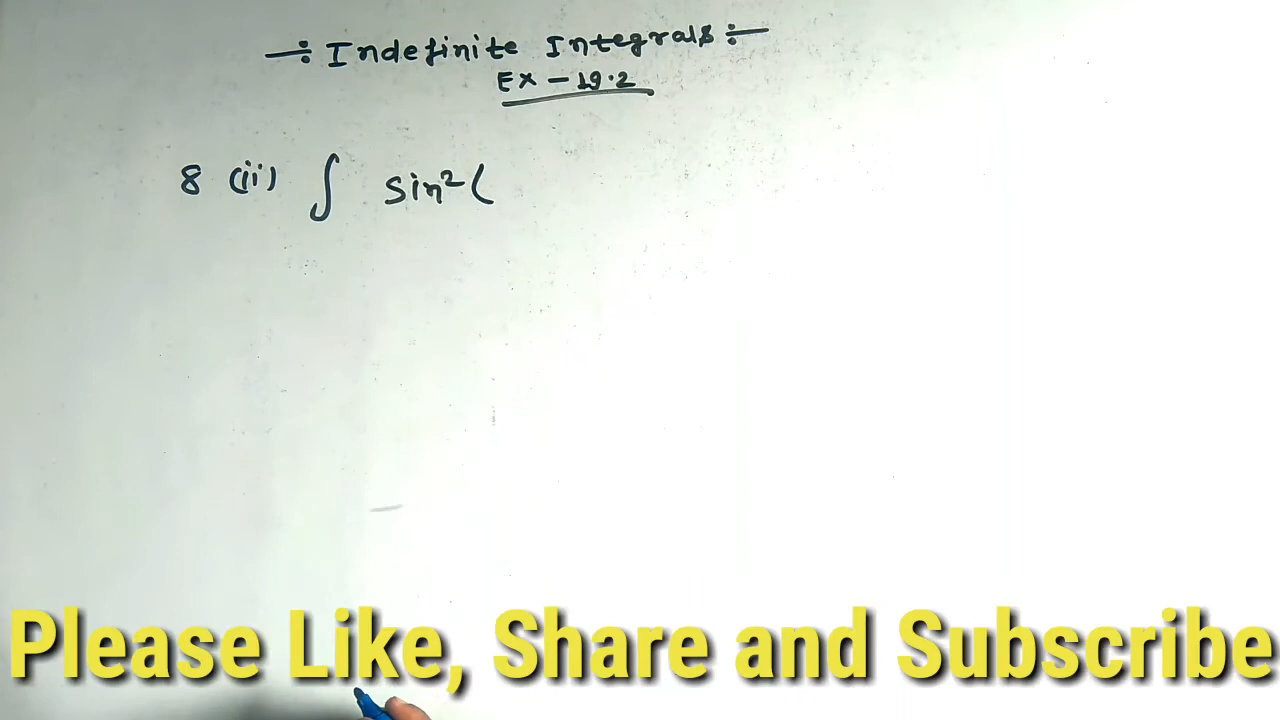 ÷ Indefinite Integrals ÷
EX - 19.2
8 (ii) ∫ sin²(
Please Like, Share and Subscribe